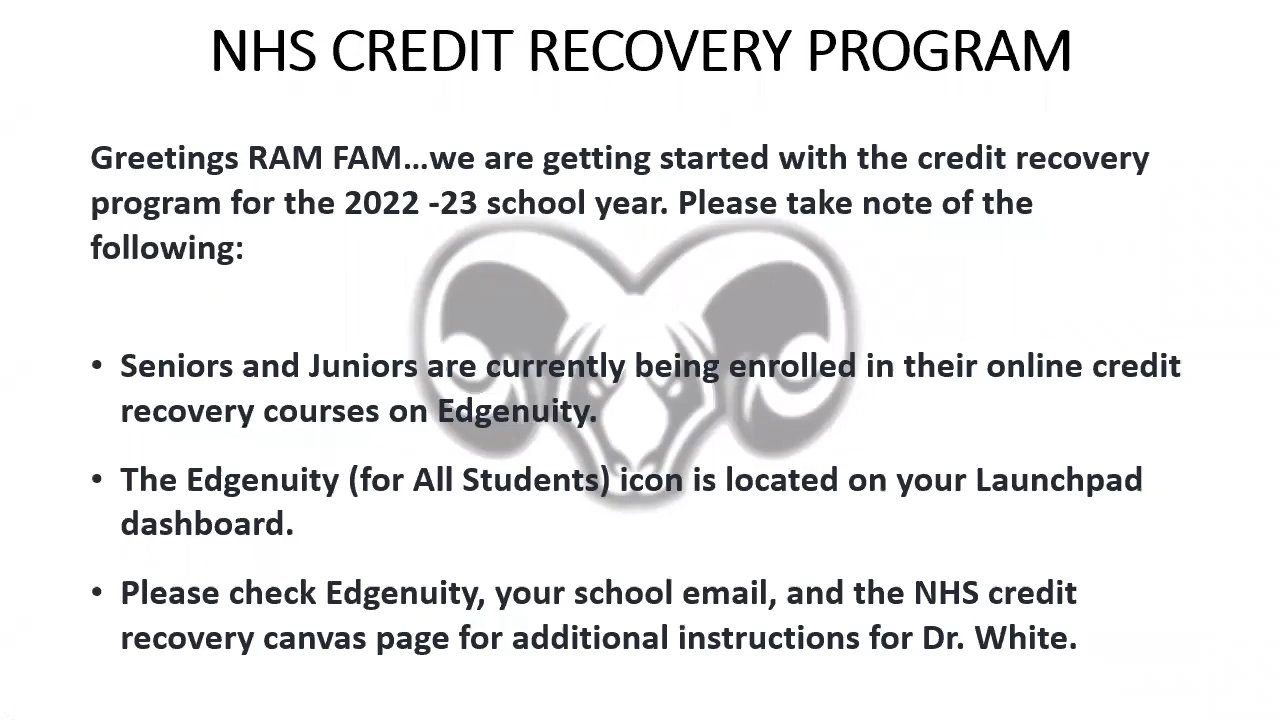 NHS CREDIT RECOVERY PROGRAM
Greetings RAM FAM...we are getting started with the credit recovery
program for the 2022 -23 school year. Please take note of the
following:
• Seniors and Juniors are currently being enrolled in their online credit
recovery courses on Edgenuity.
• The Edgenuity (for All Students) icon is located on your Launchpad
dashboard.
• Please check Edgenuity, your school email, and the NHS credit
recovery canvas page for additional instructions for Dr. White.